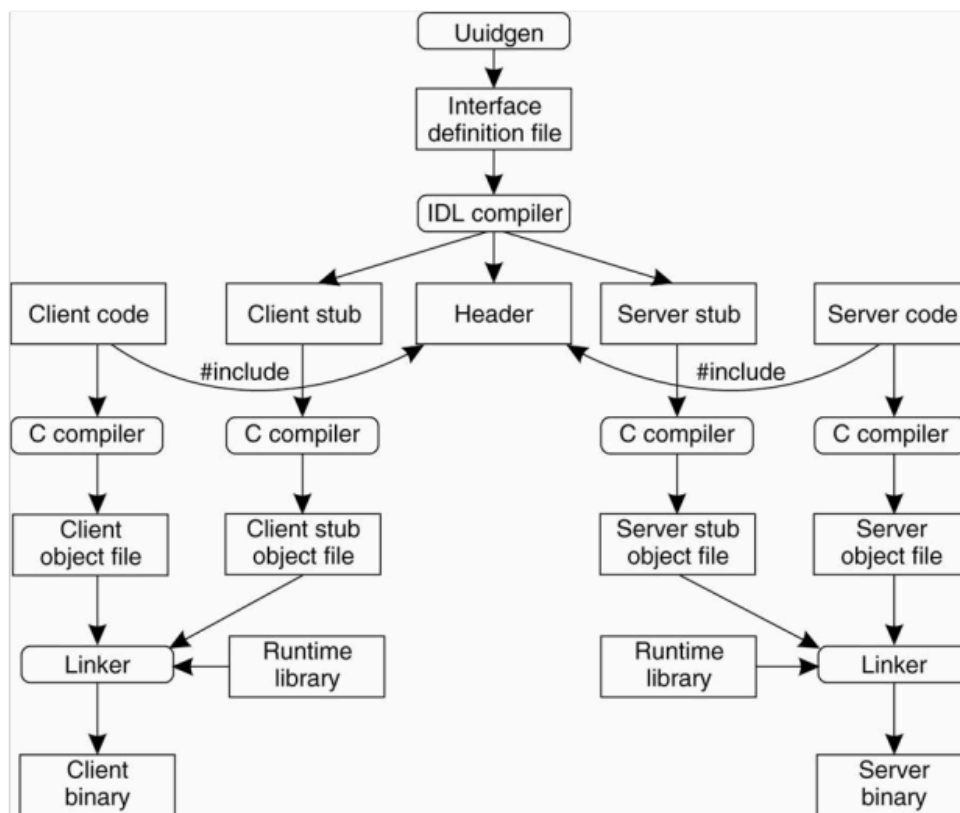 Uuidgen
Interface
definition file
IDL compiler
Client code
Client stub
Header
Server stub
Server code
#include
#include
C compiler
C compiler
C compiler
C compiler
Client
object file
Client stub
object file
Server stub
object file
Server
object file
Linker
Runtime
library
Runtime
library
Linker
Client
binary
Server
binary